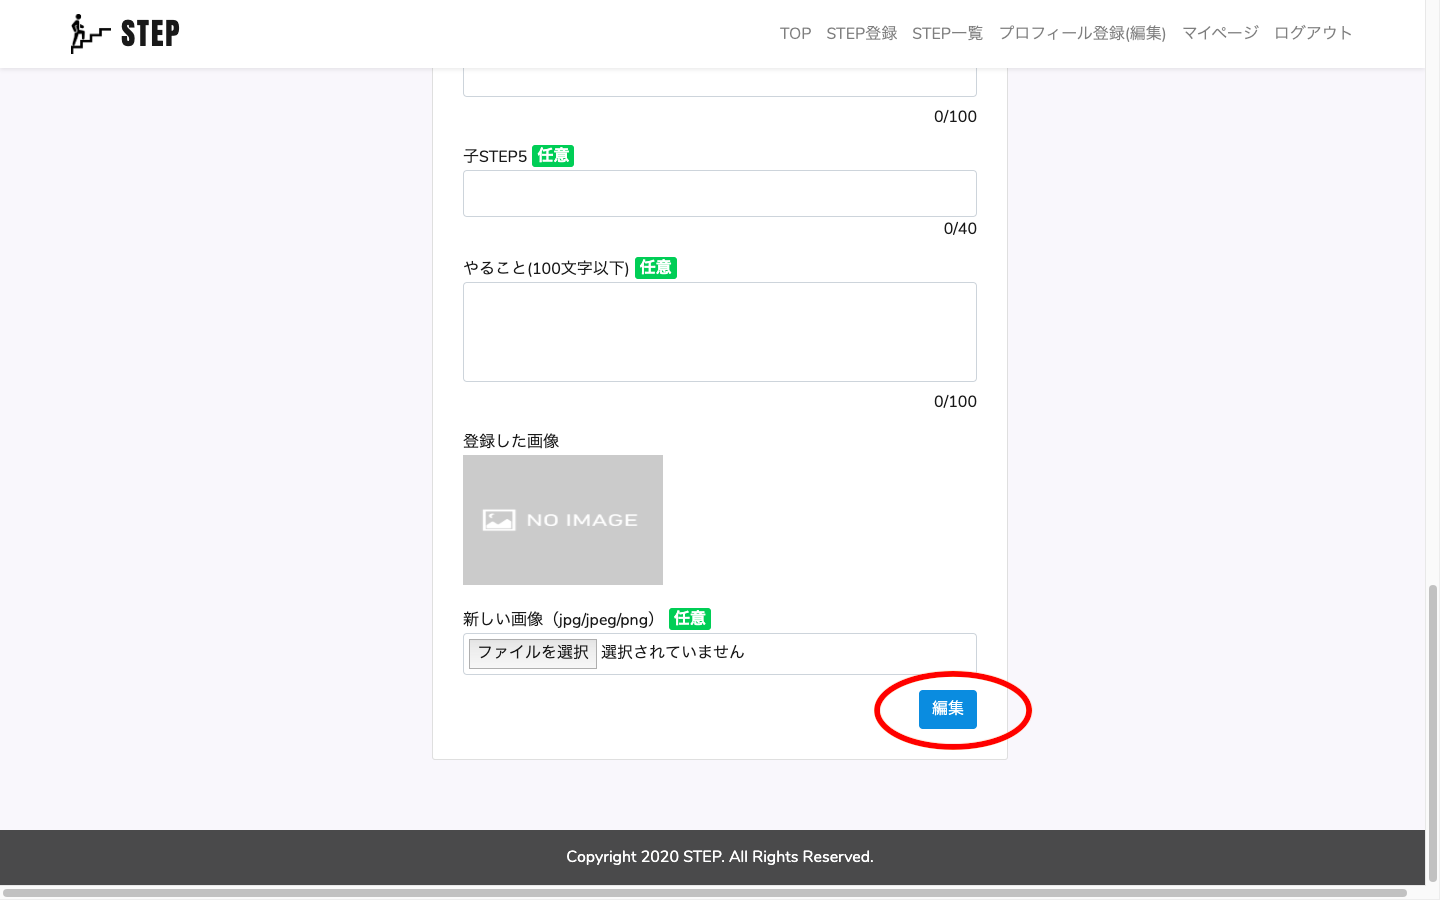 STEP
TOP STEP登録 STEP一覧 プロフィール登録(編集) マイページ ログアウト
0/100
子STEP5 任意
0/40
やること(100文字以下) 任意
0/100
登録した画像
NO IMAGE
新しい画像（jpg/jpeg/png） 任意
ファイルを選択 選択されていません
編集
Copyright 2020 STEP. All Rights Reserved.